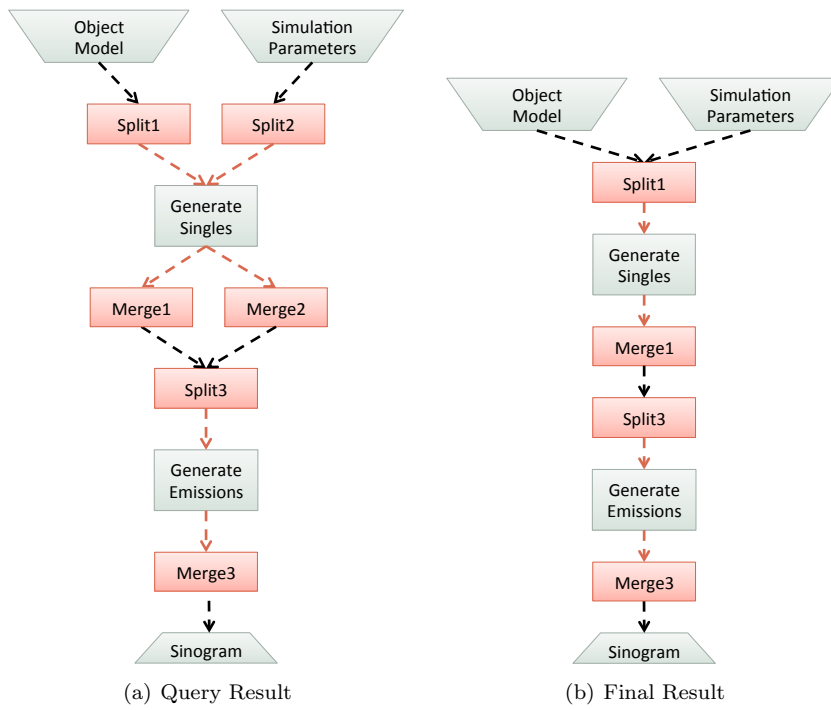 Object
Model
Simulation
Parameters
Split1
Split2
Generate
Singles
Merge1
Merge2
Split3
Generate
Emissions
Merge3
Sinogram
(a) Query Result
Object
Model
Simulation
Parameters
Split1
Generate
Singles
Merge1
Split3
Generate
Emissions
Merge3
Sinogram
(b) Final Result